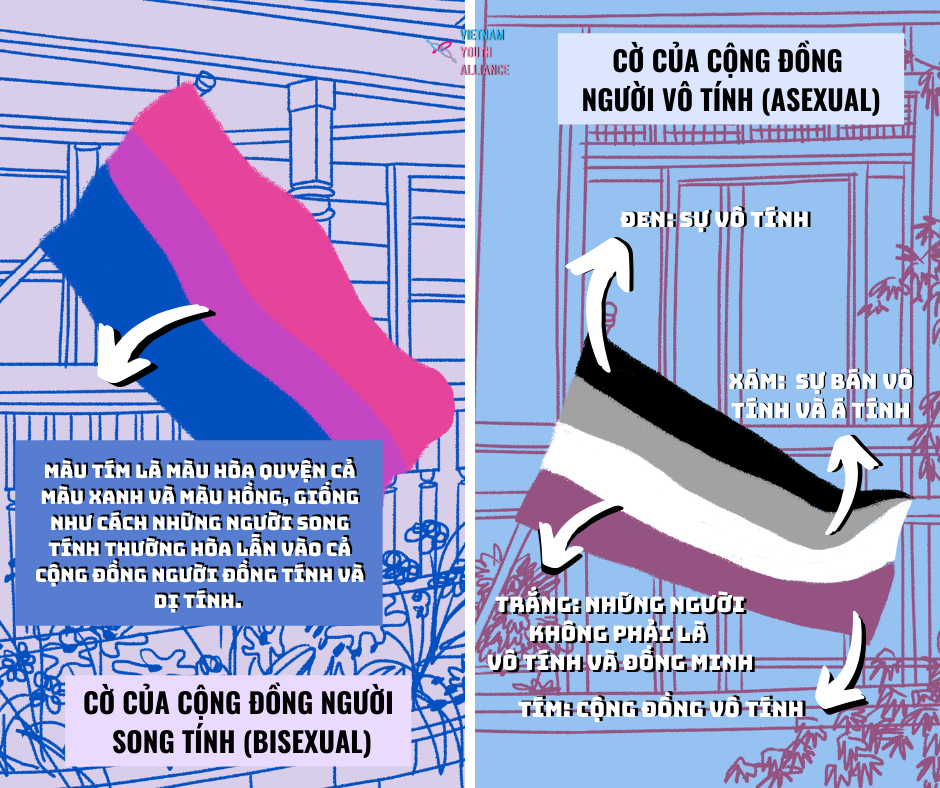 VIETNAM
YOUTH
ALLIANCE
MÀU TÍM LÀ MÀU HÒA QUYỆN CẢ
MÀU XANH VÀ MÀU HỒNG, GIỐNG
NHƯ CÁCH NHỮNG NGƯỜI SONG
TÍNH THƯỜNG HÒA LẪN VÀO CẢ
CỘNG ĐỒNG NGƯỜI ĐỒNG TÍNH VÀ
DỊ TÍNH.
CỜ CỦA CỘNG ĐỒNG NGƯỜI
SONG TÍNH (BISEXUAL)
CỜ CỦA CỘNG ĐỒNG
NGƯỜI VÔ TÍNH (ASEXUAL)
ĐEN: SỰ VÔ TÍNH
XÁM: SỰ BÁN VÔ
TÍNH VÀ Á TÍNH
TRẮNG: NHỮNG NGƯỜI
KHÔNG PHẢI LÀ
VÔ TÍNH VÀ ĐỒNG MINH
TÍM: CỘNG ĐỒNG VÔ TÍNH